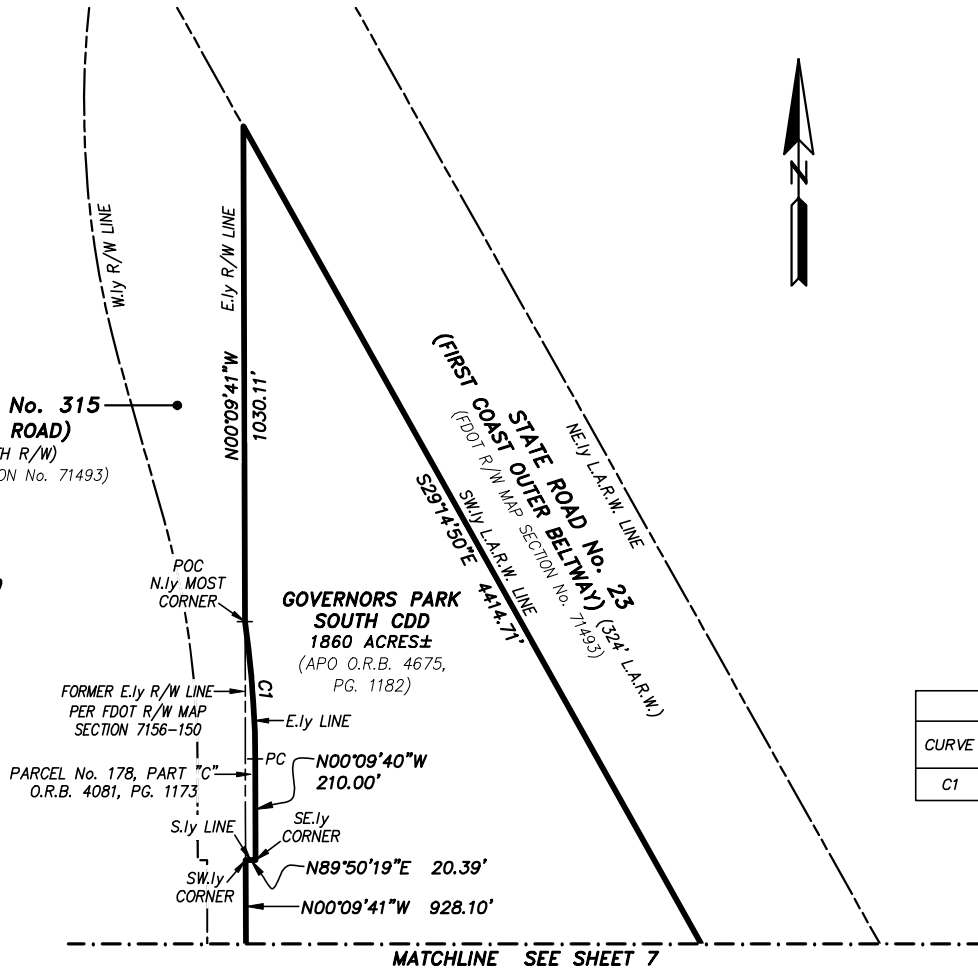 N
W.ly R/W LINE
E.ly R/W LINE
N00°09'41"W
1030.11'
No. 315
ROAD)
TH R/W)
ON No. 71493)
(FIRST COAST OUTER BELTWAY) (324' L.A.R.W.)
STATE ROAD No. 23
(FDOT R/W MAP SECTION No. 71493)
NE.ly L.A.R.W. LINE
SW.ly L.A.R.W. LINE
S29°14'50"E 4414.71'
POC
N.ly MOST
CORNER
GOVERNORS PARK
SOUTH CDD
1860 ACRES±
(APO O.R.B. 4675,
PG. 1182)
C1
FORMER E.ly R/W LINE
PER FDOT R/W MAP
SECTION 7156-150
E.ly LINE
PC
N00°09'40"W
210.00'
PARCEL No. 178, PART "C"
O.R.B. 4081, PG. 1173
S.ly LINE
SE.ly
CORNER
SW.ly
CORNER
N89°50'19"E 20.39'
N00°09'41"W 928.10'
CURVE
C1
MATCHLINE SEE SHEET 7